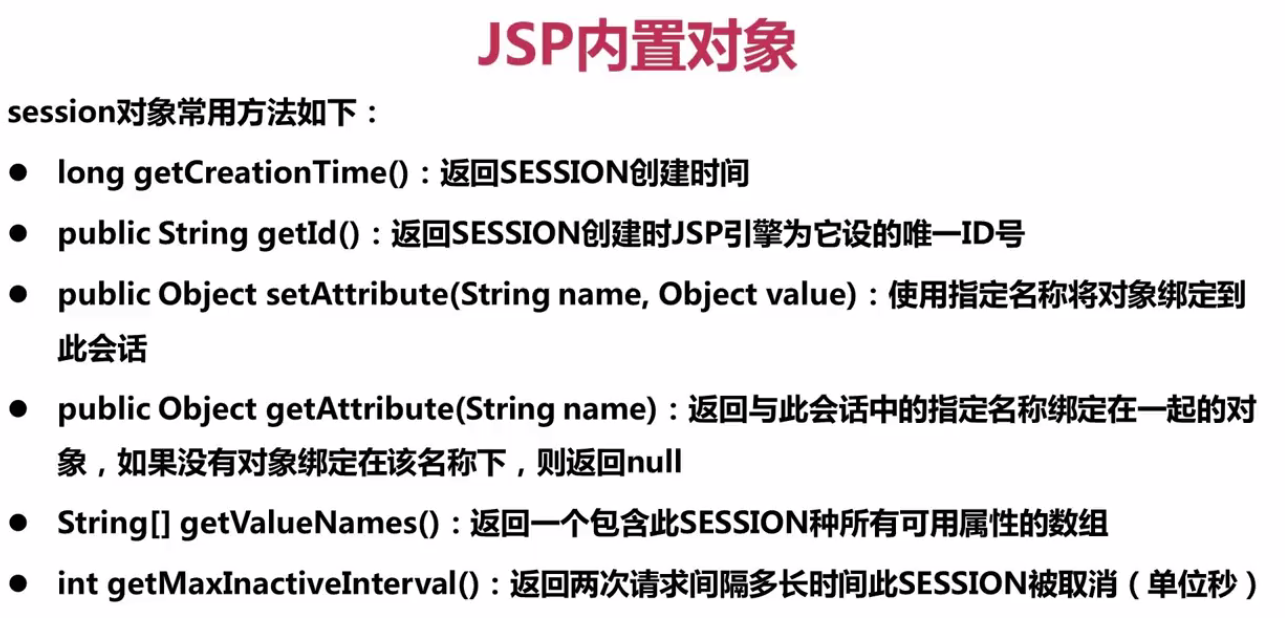 JSP内置对象
session对象常用方法如下：
● long getCreationTime()：返回SESSION创建时间
● public String getId()：返回SESSION创建时JSP引擎为它设的唯一ID号
● public Object setAttribute(String name, Object value)：使用指定名称将对象绑定到
此会话
● public Object getAttribute(String name)：返回与此会话中的指定名称绑定在一起的对
象，如果没有对象绑定在该名称下，则返回null
● String[] getValueNames()：返回一个包含此SESSION种所有可用属性的数组
● int getMaxInactiveInterval()：返回两次请求间隔多长时间此SESSION被取消（单位秒）